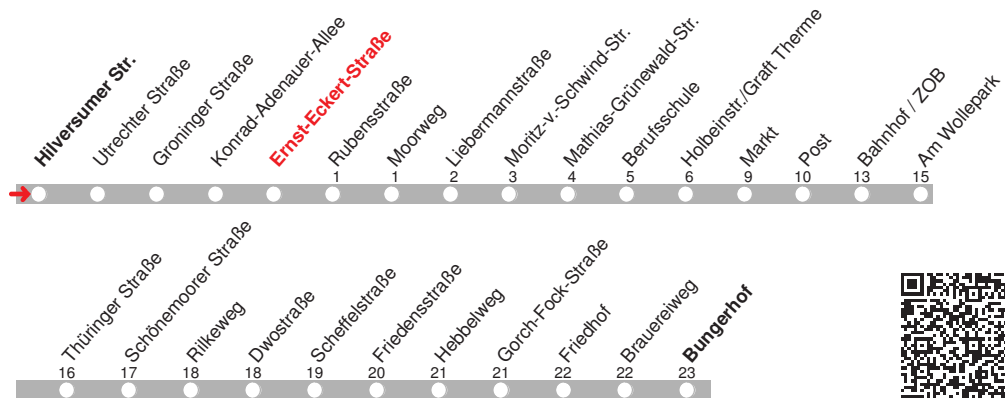 Hilversumer Str.
Utrechter Straße
Groninger Straße
Konrad-Adenauer-Allee
Ernst-Eckert-Straße
Rubensstraße
Moorweg
Liebermannstraße
Moritz-v.-Schwind-Str.
Mathias-Grünewald-Str.
Berufsschule
Holbeinstr./Graft Therme
Markt
Post
Bahnhof / ZOB
Am Wollepark
1 1 2 3 4 5 6 9 10 13 15
Thüringer Straße
Schönemoorer Straße
Rilkeweg
Dwostraße
Scheffelstraße
Friedensstraße
Hebbelweg
Gorch-Fock-Straße
Friedhof
Brauereiweg
Bungerhof
16 17 18 18 19 20 21 21 22 22 23